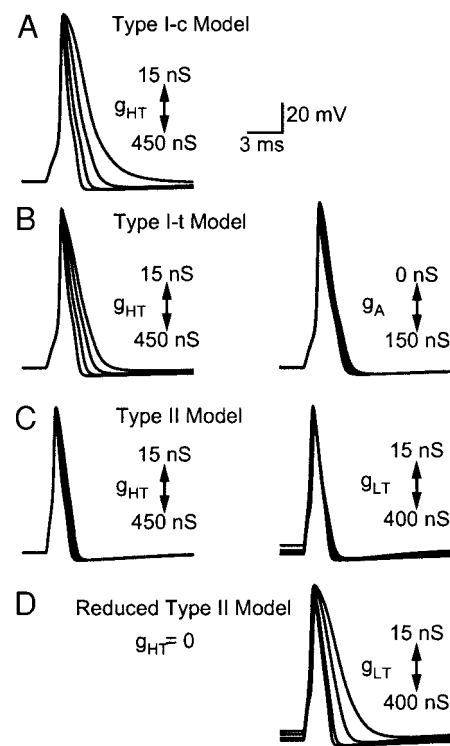 A
Type I-c Model
15 nS
gHT
450 nS
20 mV
3 ms
B
Type I-t Model
15 nS
gHT
450 nS
0 nS
gA
150 nS
C
Type II Model
15 nS
gHT
450 nS
15 nS
gLT
400 nS
D
Reduced Type II Model
gHT= 0
15 nS
gLT
400 nS